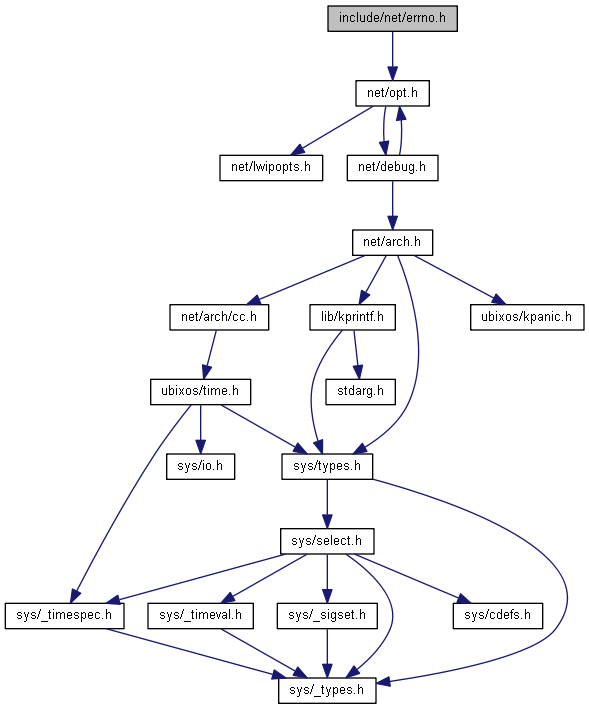 include/net/errno.h
net/opt.h
net/lwipopts.h
net/debug.h
net/arch.h
net/arch/cc.h
lib/kprintf.h
ubixos/kpanic.h
ubixos/time.h
stdarg.h
sys/io.h
sys/types.h
sys/select.h
sys/_timespec.h
sys/_timeval.h
sys/_sigset.h
sys/cdefs.h
sys/_types.h